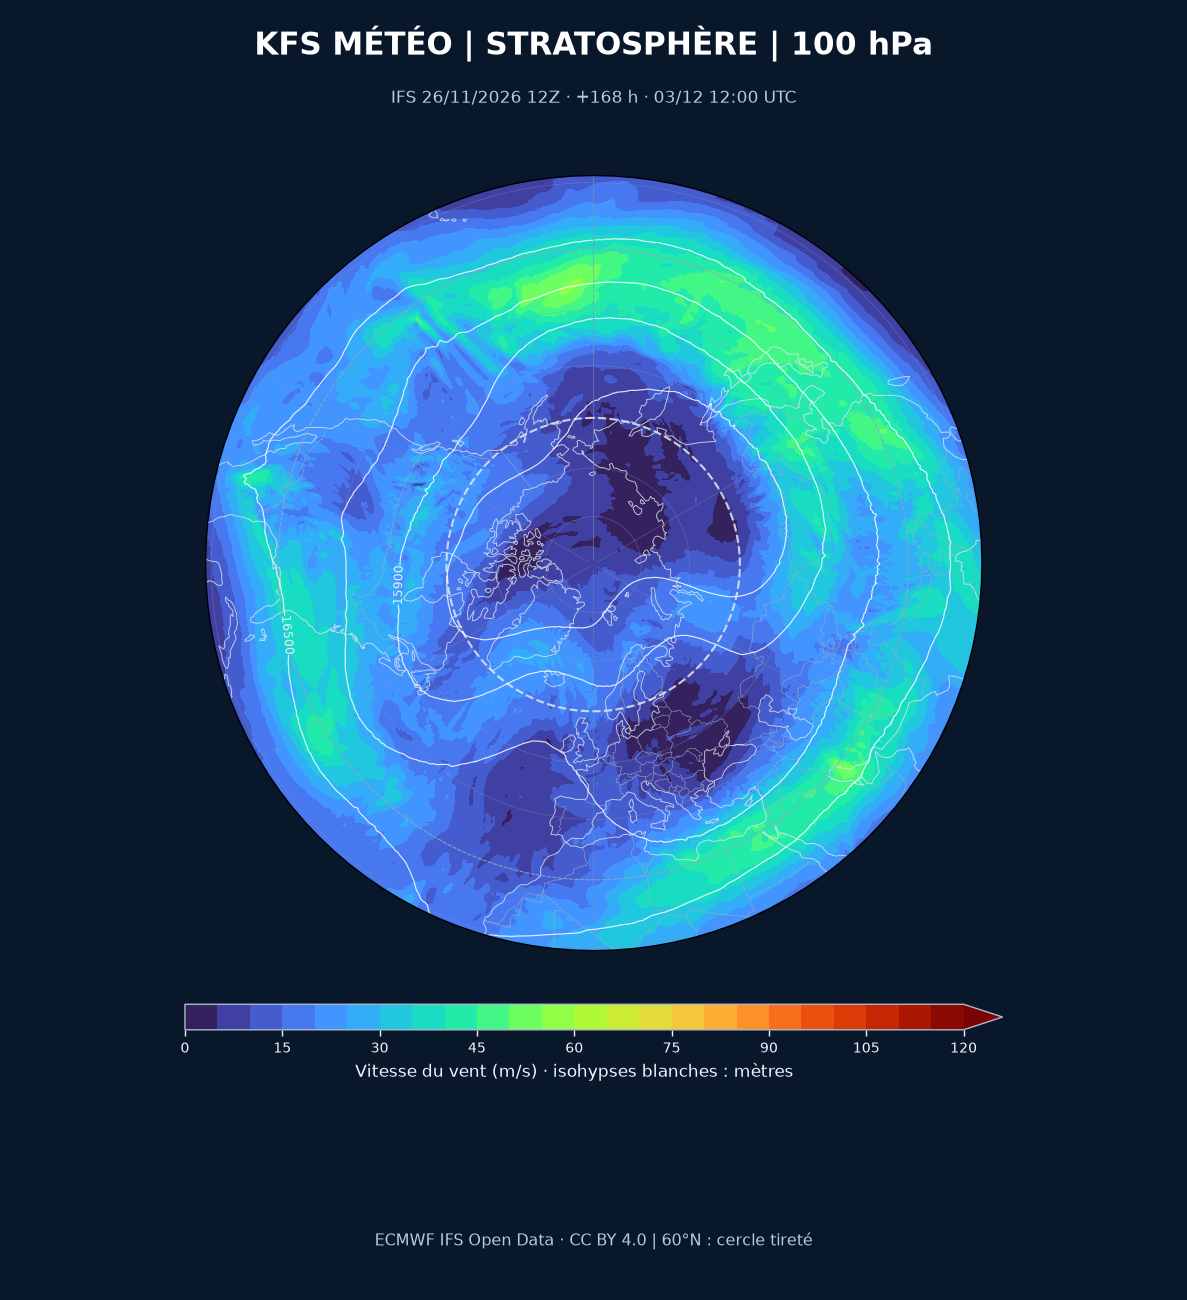 KFS MÉTÉO | STRATOSPHÈRE | 100 hPa
IFS 26/11/2026 12Z · +168 h · 03/12 12:00 UTC
15900
16500
0 15 30 45 60 75 90 105 120
Vitesse du vent (m/s) · isohypses blanches : mètres
ECMWF IFS Open Data · CC BY 4.0 | 60°N : cercle tireté